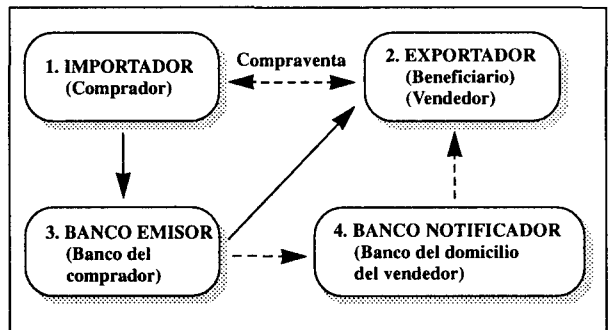 1. IMPORTADOR
(Comprador)
Compraventa
2. EXPORTADOR
(Beneficiario)
(Vendedor)
3. BANCO EMISOR
(Banco del
comprador)
4. BANCO NOTIFICADOR
(Banco del domicilio
del vendedor)